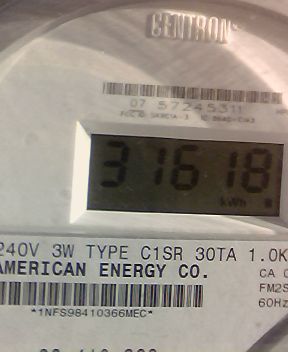 CENTRON
07 57245311
31618
kWh
240V 3W TYPE C1SR 30TA 1.0K
AMERICAN ENERGY CO.
CA
FM2S
60Hz
*1NFS98410366MEC*